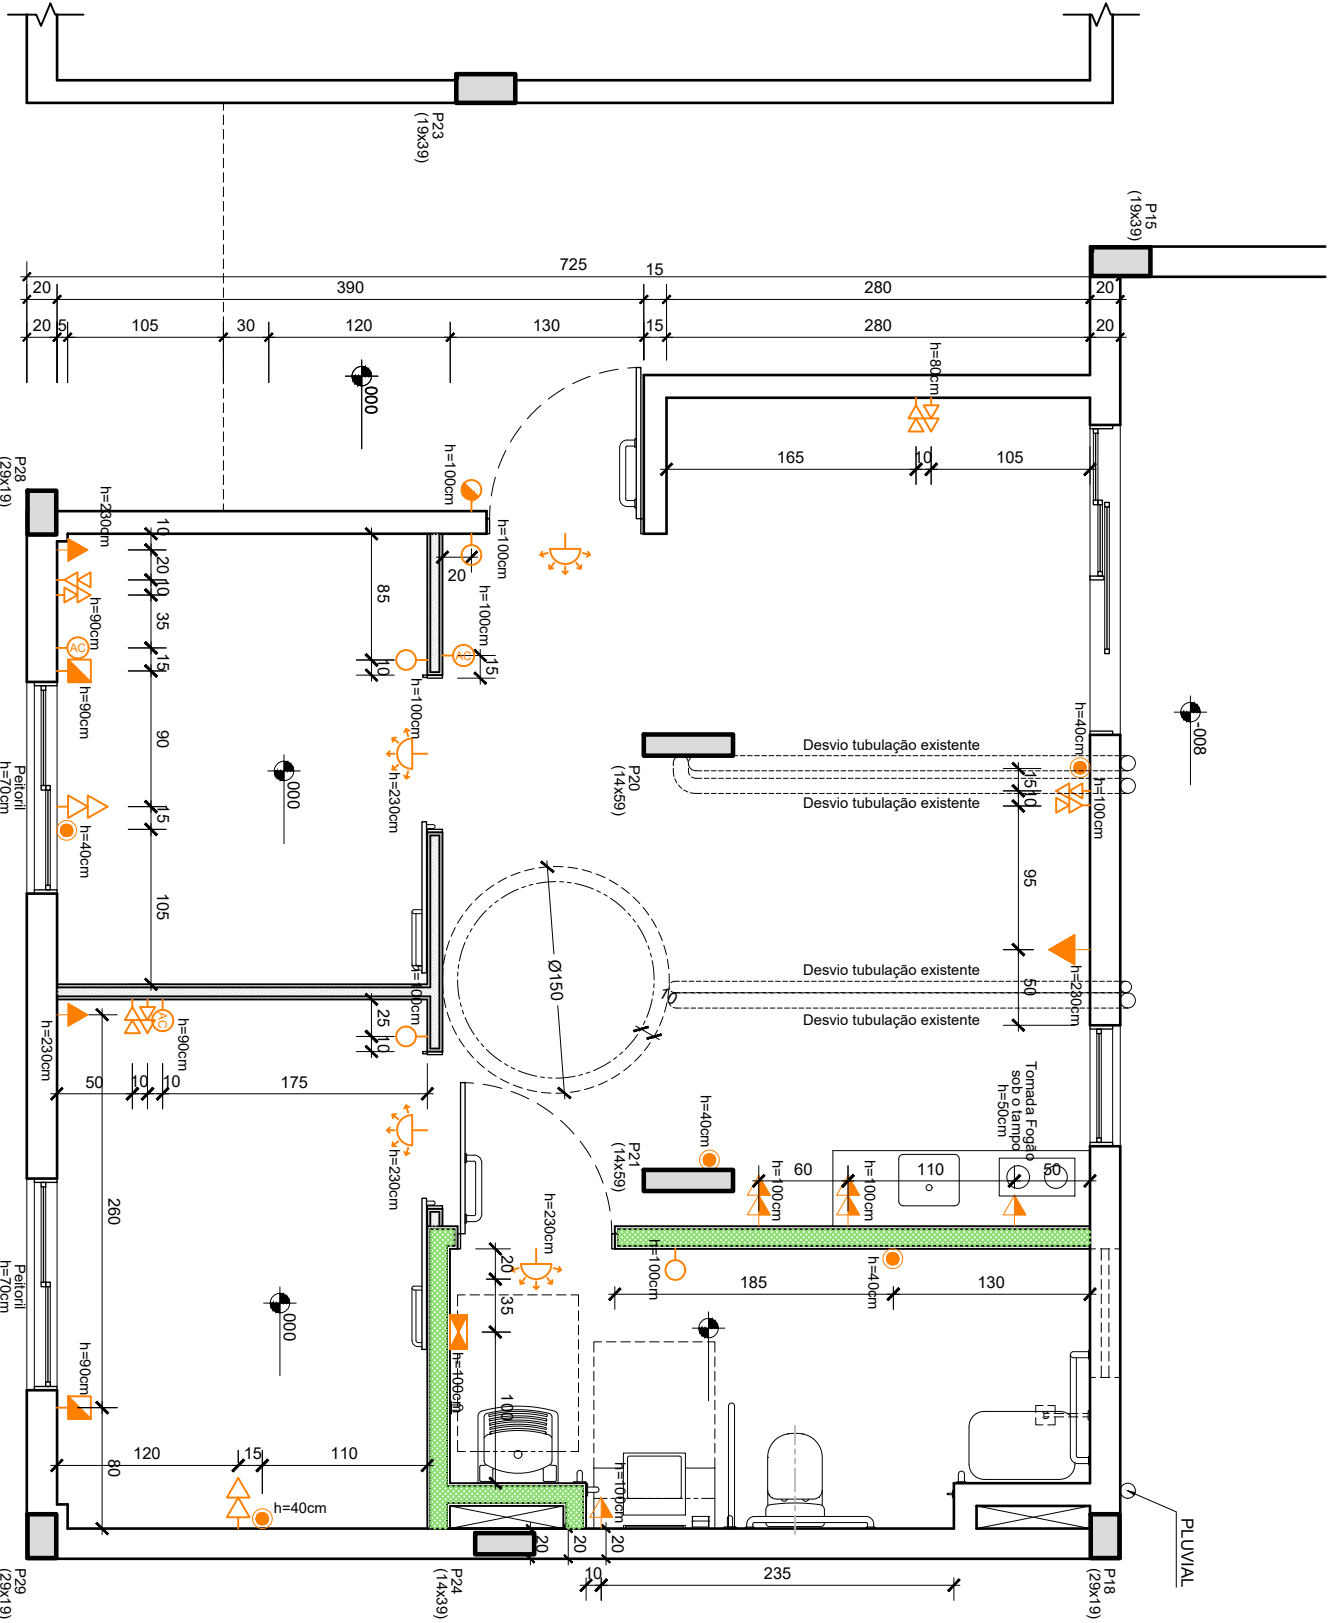 P23
(19x39)
P15
(19x39)
725
15
20
390
280
20
20
5
105
30
120
130
15
280
20
000
h=80cm
165
10
105
P28
(29x19)
h=230cm
h=100cm
h=100cm
10
20
10
35
15
90
15
105
h=90cm
AC
h=90cm
85
10
20
h=100cm
AC
15
h=100cm
h=230cm
-008
h=40cm
Desvio tubulação existente
Desvio tubulação existente
P20
(14x59)
15
10
h=100cm
95
50
Peitoril
h=70cm
000
h=40cm
Ø150
10
Desvio tubulação existente
Desvio tubulação existente
h=230cm
h=100cm
25
10
h=230cm
AC
h=90cm
50
10
10
175
h=230cm
260
80
Tomada Fogão
sob o tampo
h=50cm
h=40cm
P21
(14x59)
60
110
50
h=100cm
h=100cm
h=230cm
h=100cm
h=40cm
185
130
20
35
100
h=100cm
Peitoril
h=70cm
000
h=90cm
120
15
110
h=40cm
h=100cm
20
20
20
10
235
PLUVIAL
P29
(29x19)
P24
(14x39)
P18
(29x19)